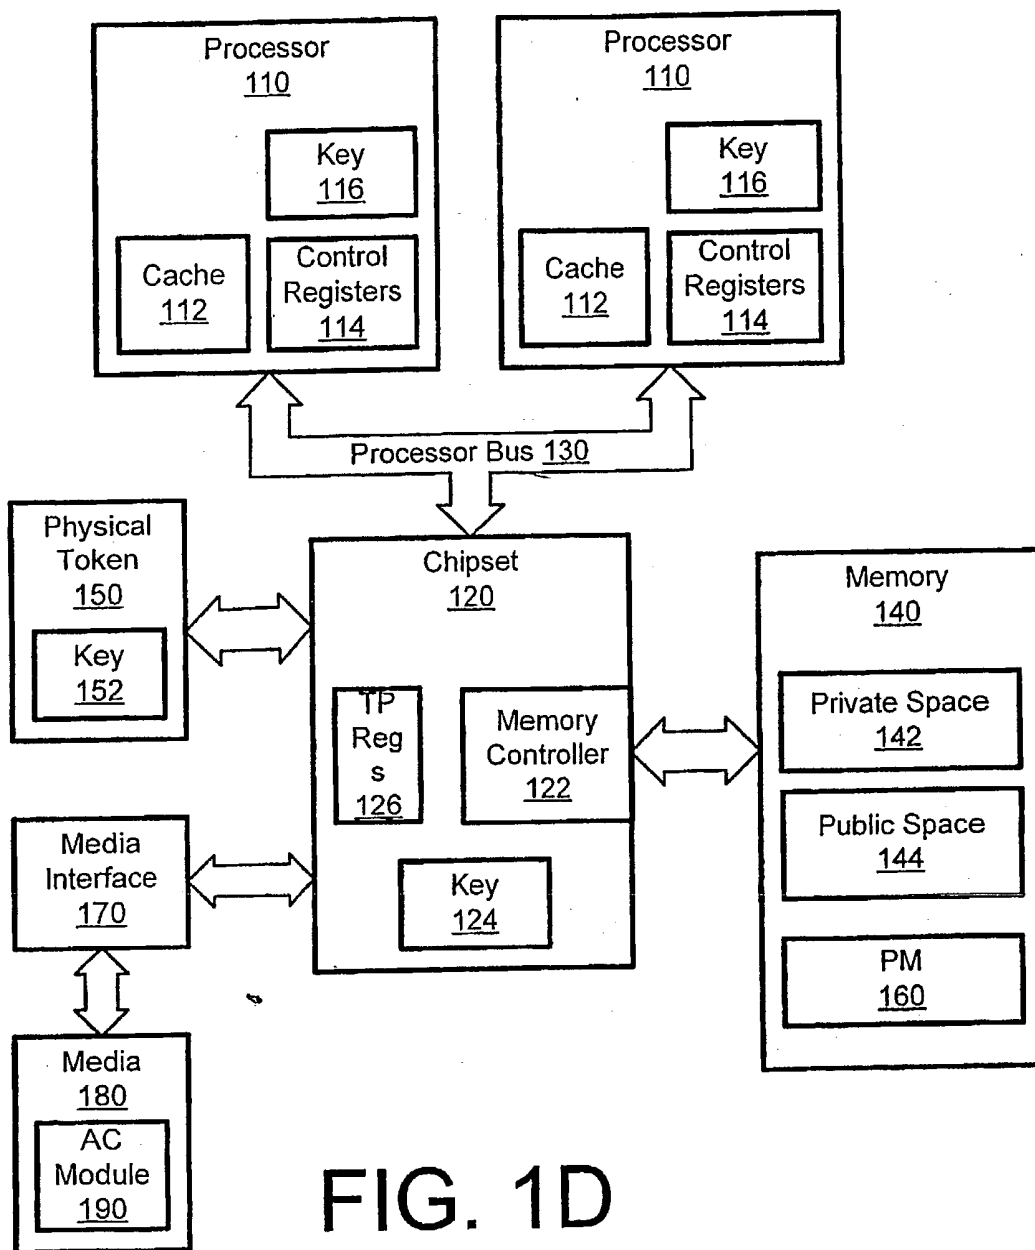 Processor
110
Key
116
Cache
112
Control
Registers
114
Processor
110
Key
116
Cache
112
Control
Registers
114
Processor Bus 130
Physical
Token
150
Key
152
Chipset
120
TP
Reg
s
126
Memory
Controller
122
Key
124
Memory
140
Private Space
142
Public Space
144
PM
160
Media
Interface
170
Media
180
AC
Module
190
FIG. 1D